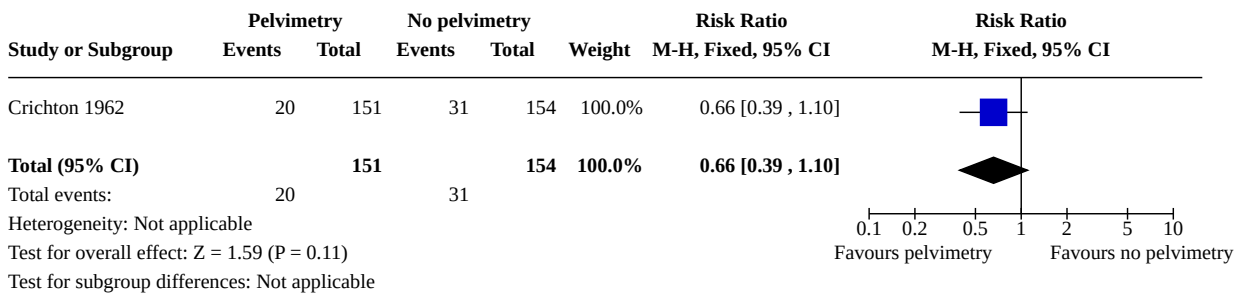 Pelvimetry No pelvimetry Risk Ratio Risk Ratio
Study or Subgroup Events Total Events Total Weight M-H, Fixed, 95% CI M-H, Fixed, 95% CI
Crichton 1962 20 151 31 154 100.0% 0.66 [0.39 , 1.10]
Total (95% CI) 151 154 100.0% 0.66 [0.39 , 1.10]
Total events: 20 31
Heterogeneity: Not applicable
0.1 0.2 0.5 1 2 5 10
Test for overall effect: Z = 1.59 (P = 0.11) Favours pelvimetry Favours no pelvimetry
Test for subgroup differences: Not applicable